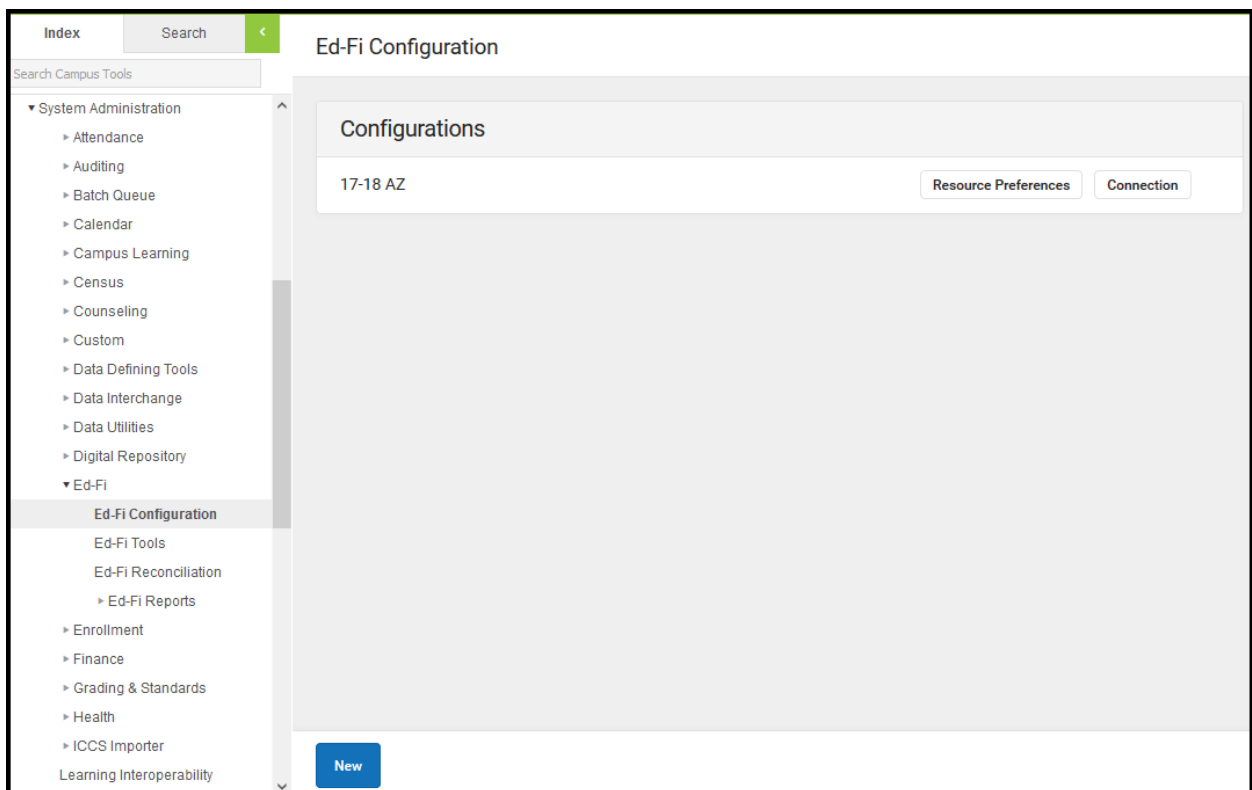 Index
Search
Search Campus Tools
System Administration
Attendance
Auditing
Batch Queue
Calendar
Campus Learning
Census
Counseling
Custom
Data Defining Tools
Data Interchange
Data Utilities
Digital Repository
Ed-Fi
Ed-Fi Configuration
Ed-Fi Tools
Ed-Fi Reconciliation
Ed-Fi Reports
Enrollment
Finance
Grading & Standards
Health
ICCS Importer
Learning Interoperability
Ed-Fi Configuration
Configurations
17-18 AZ
Resource Preferences
Connection
New